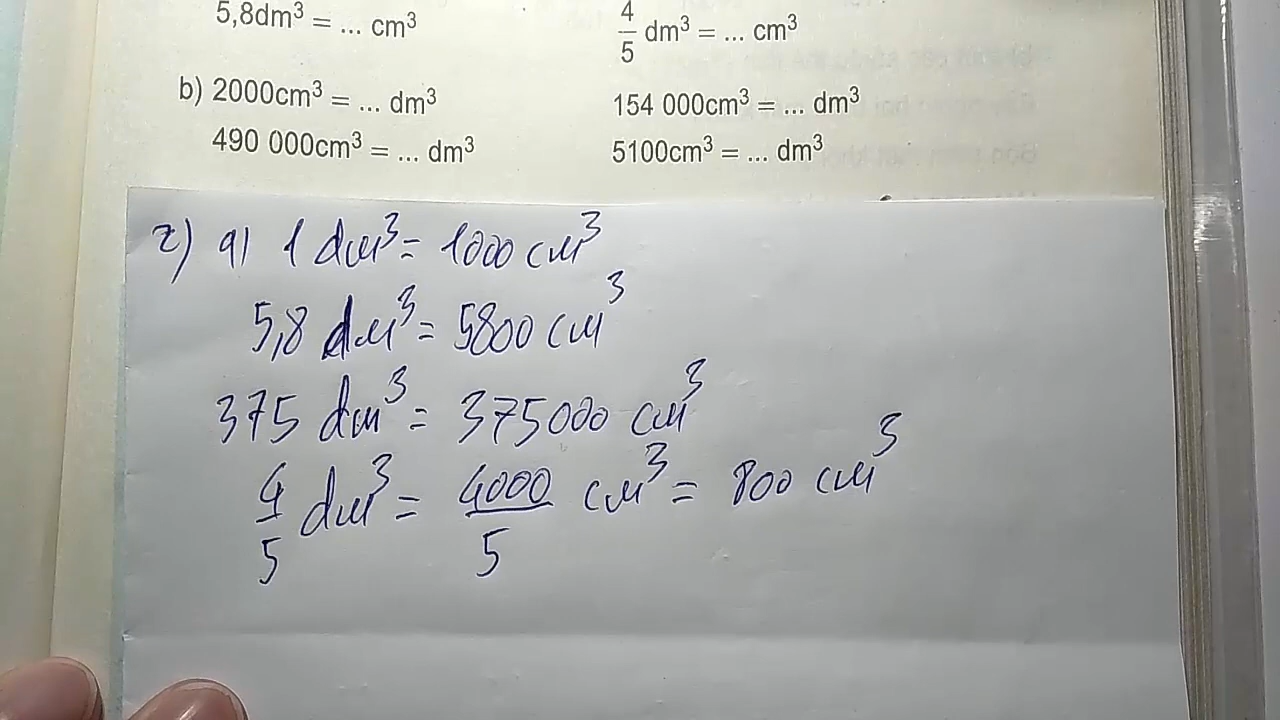 5,8dm³ = ... cm³
4/5 dm³ = ... cm³
b) 2000cm³ = ... dm³
154 000cm³ = ... dm³
490 000cm³ = ... dm³
5100cm³ = ... dm³
2) a) 1 dm³ = 1000 cm³
5,8 dm³ = 5800 cm³
375 dm³ = 375000 cm³
4/5 dm³ = 4000/5 cm³ = 800 cm³